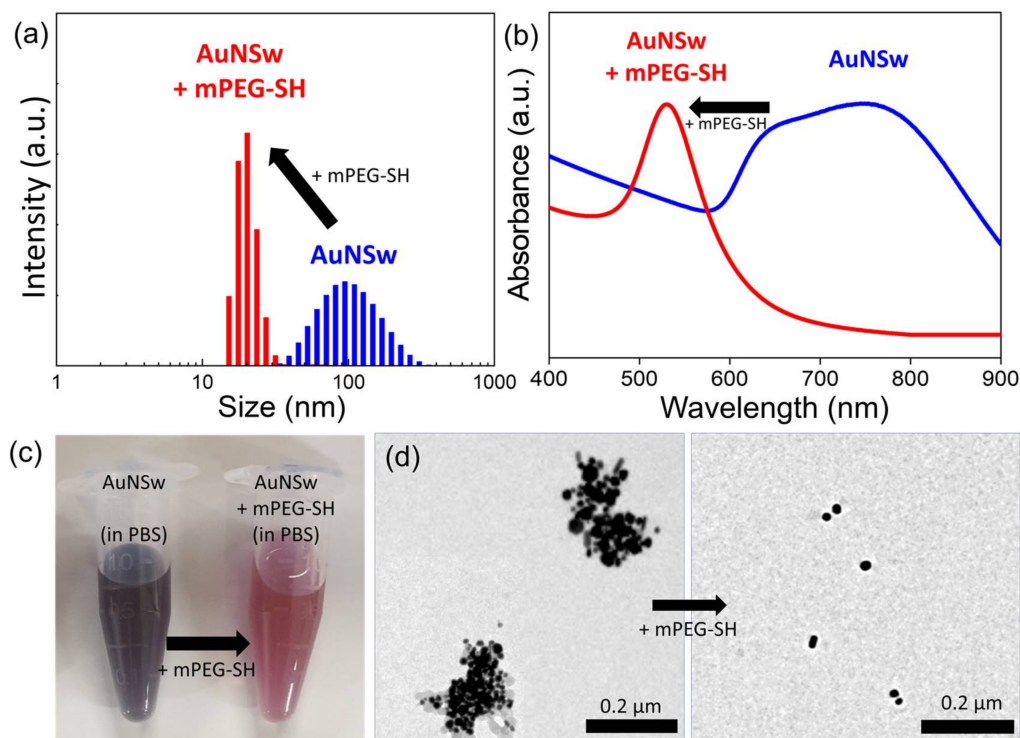 (a)
AuNSw
+ mPEG-SH
+ mPEG-SH
AuNSw
Intensity (a.u.)
1
10
100
1000
Size (nm)
(b)
AuNSw
+ mPEG-SH
AuNSw
+ mPEG-SH
Absorbance (a.u.)
400
500
600
700
800
900
Wavelength (nm)
(c)
AuNSw
(in PBS)
AuNSw
+ mPEG-SH
(in PBS)
+ mPEG-SH
(d)
+ mPEG-SH
0.2 μm
0.2 μm